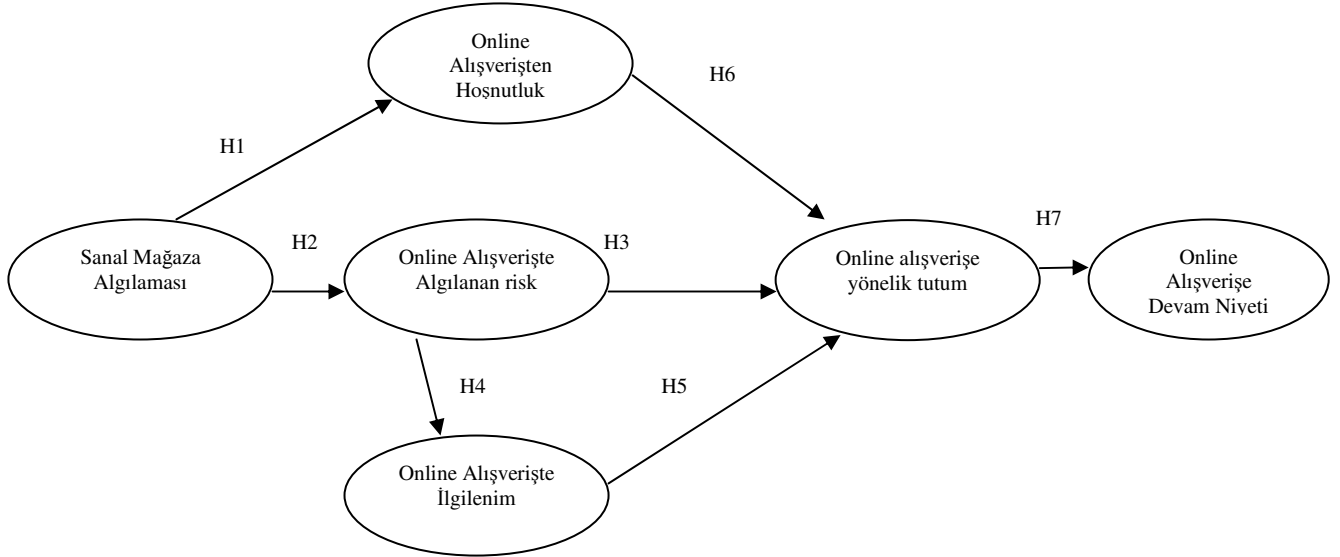 Online
Alışverişten
Hoşnutluk
H6
H1
Sanal Mağaza
Algılaması
H2
Online Alışverişte
Algılanan risk
H3
Online alışverişe
yönelik tutum
H7
Online
Alışverişe
Devam Niyeti
H4
H5
Online Alışverişte
İlgilenim